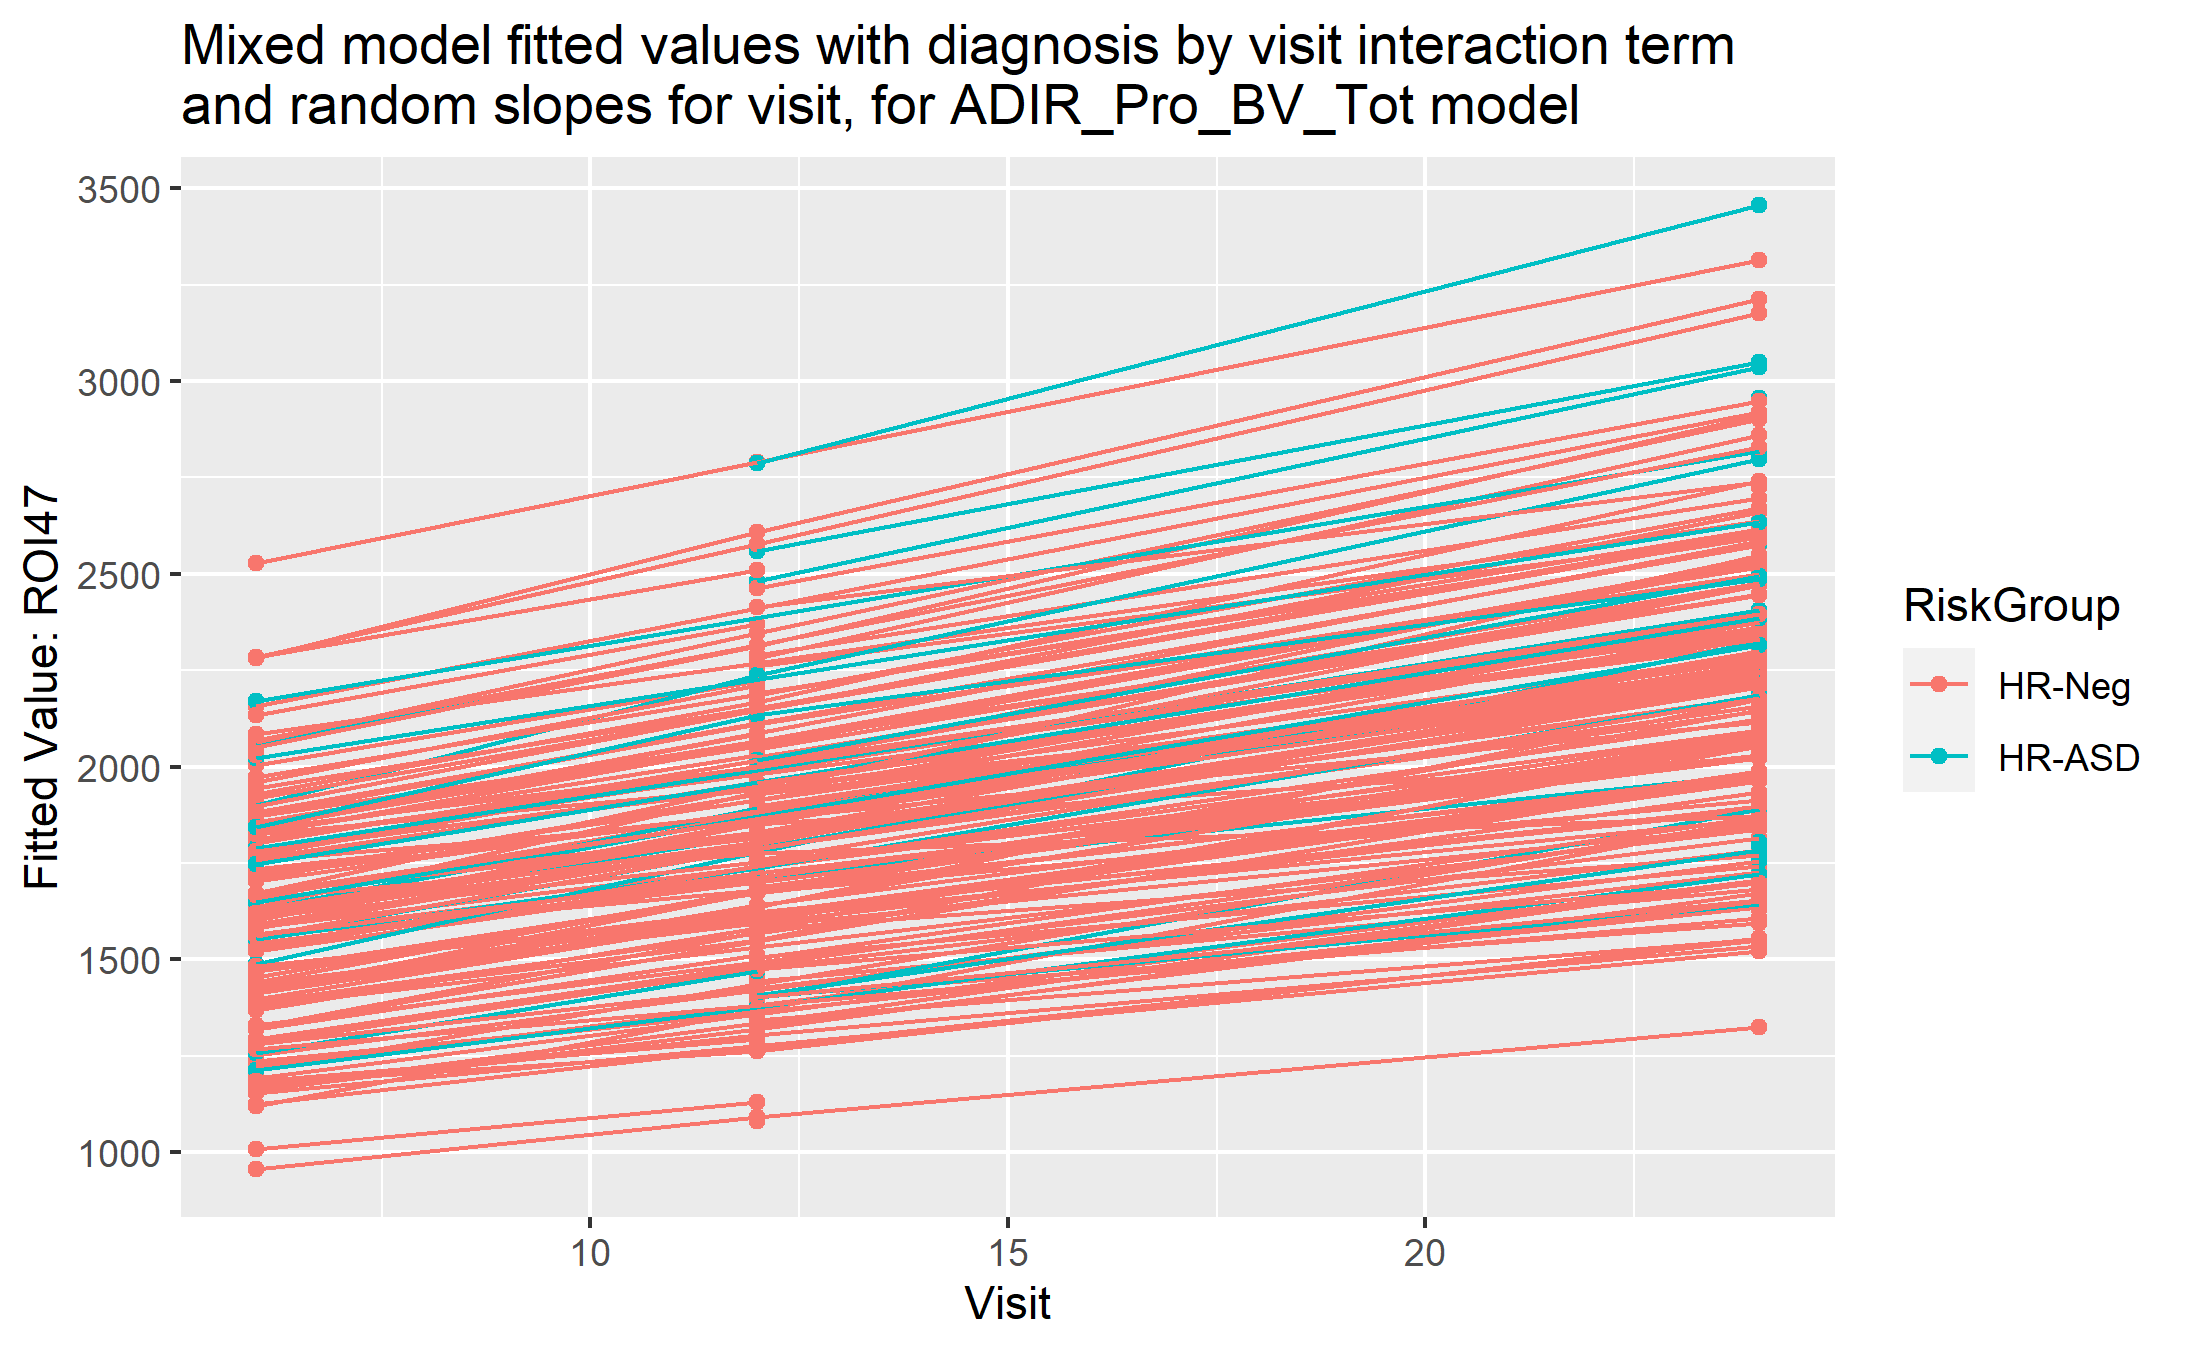 Mixed model fitted values with diagnosis by visit interaction term
and random slopes for visit, for ADIR_Pro_BV_Tot model
3500
3000
2500
2000
1500
1000
Fitted Value: ROI47
10
15
20
Visit
RiskGroup
HR-Neg
HR-ASD